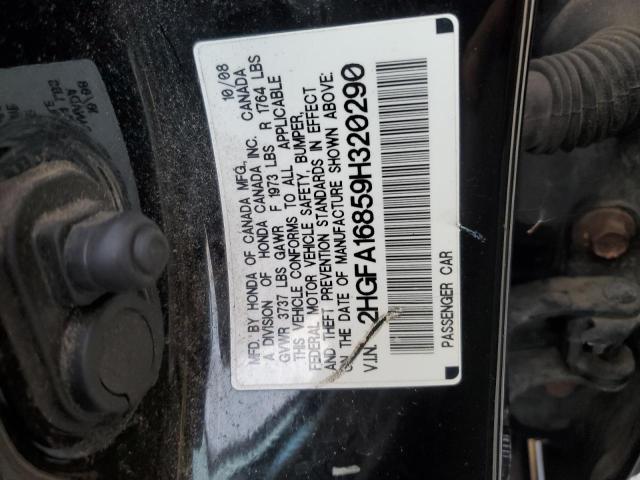 MFD. BY HONDA OF CANADA MFG., 10/08
A DIVISION OF HONDA CANADA INC. CANADA
GVWR 3737 LBS GAWR F 1973 LBS R 1764 LBS
THIS VEHICLE CONFORMS TO ALL APPLICABLE
FEDERAL MOTOR VEHICLE SAFETY, BUMPER,
AND THEFT PREVENTION STANDARDS IN EFFECT
ON THE DATE OF MANUFACTURE SHOWN ABOVE:
V.I.N. 2HGFA16859H320290
PASSENGER CAR